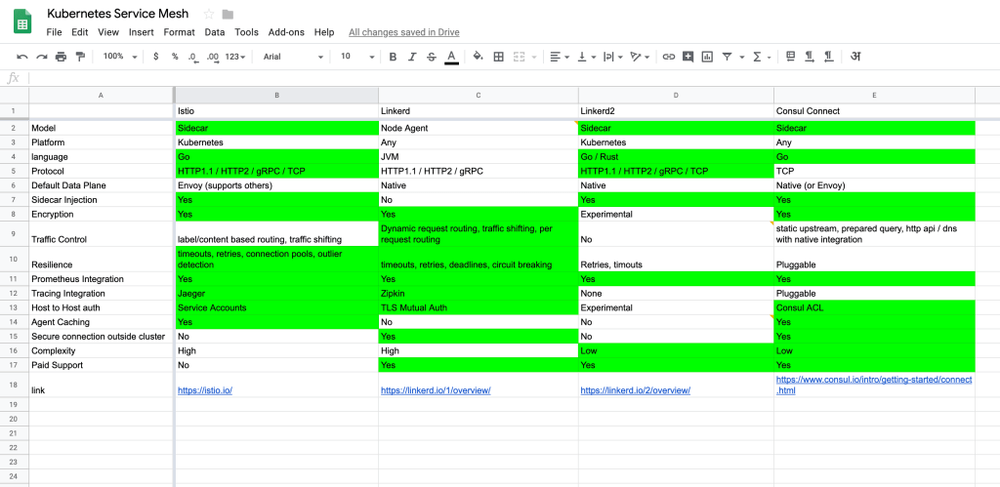 Kubernetes Service Mesh
File Edit View Insert Format Data Tools Add-ons Help All changes saved in Drive
100% $ % .0 .00 123 Arial 10 B I S A Σ अ
fx
A B C D E
1 Istio Linkerd Linkerd2 Consul Connect
2 Model Sidecar Node Agent Sidecar Sidecar
3 Platform Kubernetes Any Kubernetes Any
4 language Go JVM Go / Rust Go
5 Protocol HTTP1.1 / HTTP2 / gRPC / TCP HTTP1.1 / HTTP2 / gRPC HTTP1.1 / HTTP2 / gRPC / TCP TCP
6 Default Data Plane Envoy (supports others) Native Native Native (or Envoy)
7 Sidecar Injection Yes No Yes Yes
8 Encryption Yes Yes Experimental Yes
Dynamic request routing, traffic shifting, per static upstream, prepared query, http api / dns
9 Traffic Control label/content based routing, traffic shifting request routing No with native integration
timeouts, retries, connection pools, outlier
10 Resilience detection timeouts, retries, deadlines, circuit breaking Retries, timouts Pluggable
11 Prometheus Integration Yes Yes Yes Yes
12 Tracing Integration Jaeger Zipkin None Pluggable
13 Host to Host auth Service Accounts TLS Mutual Auth Experimental Consul ACL
14 Agent Caching Yes No No Yes
15 Secure connection outside cluster No Yes No Yes
16 Complexity High High Low Low
17 Paid Support No Yes Yes Yes
https://www.consul.io/intro/getting-started/connect
18 link https://istio.io/ https://linkerd.io/1/overview/ https://linkerd.io/2/overview/ .html
19
20
21
22
23
24